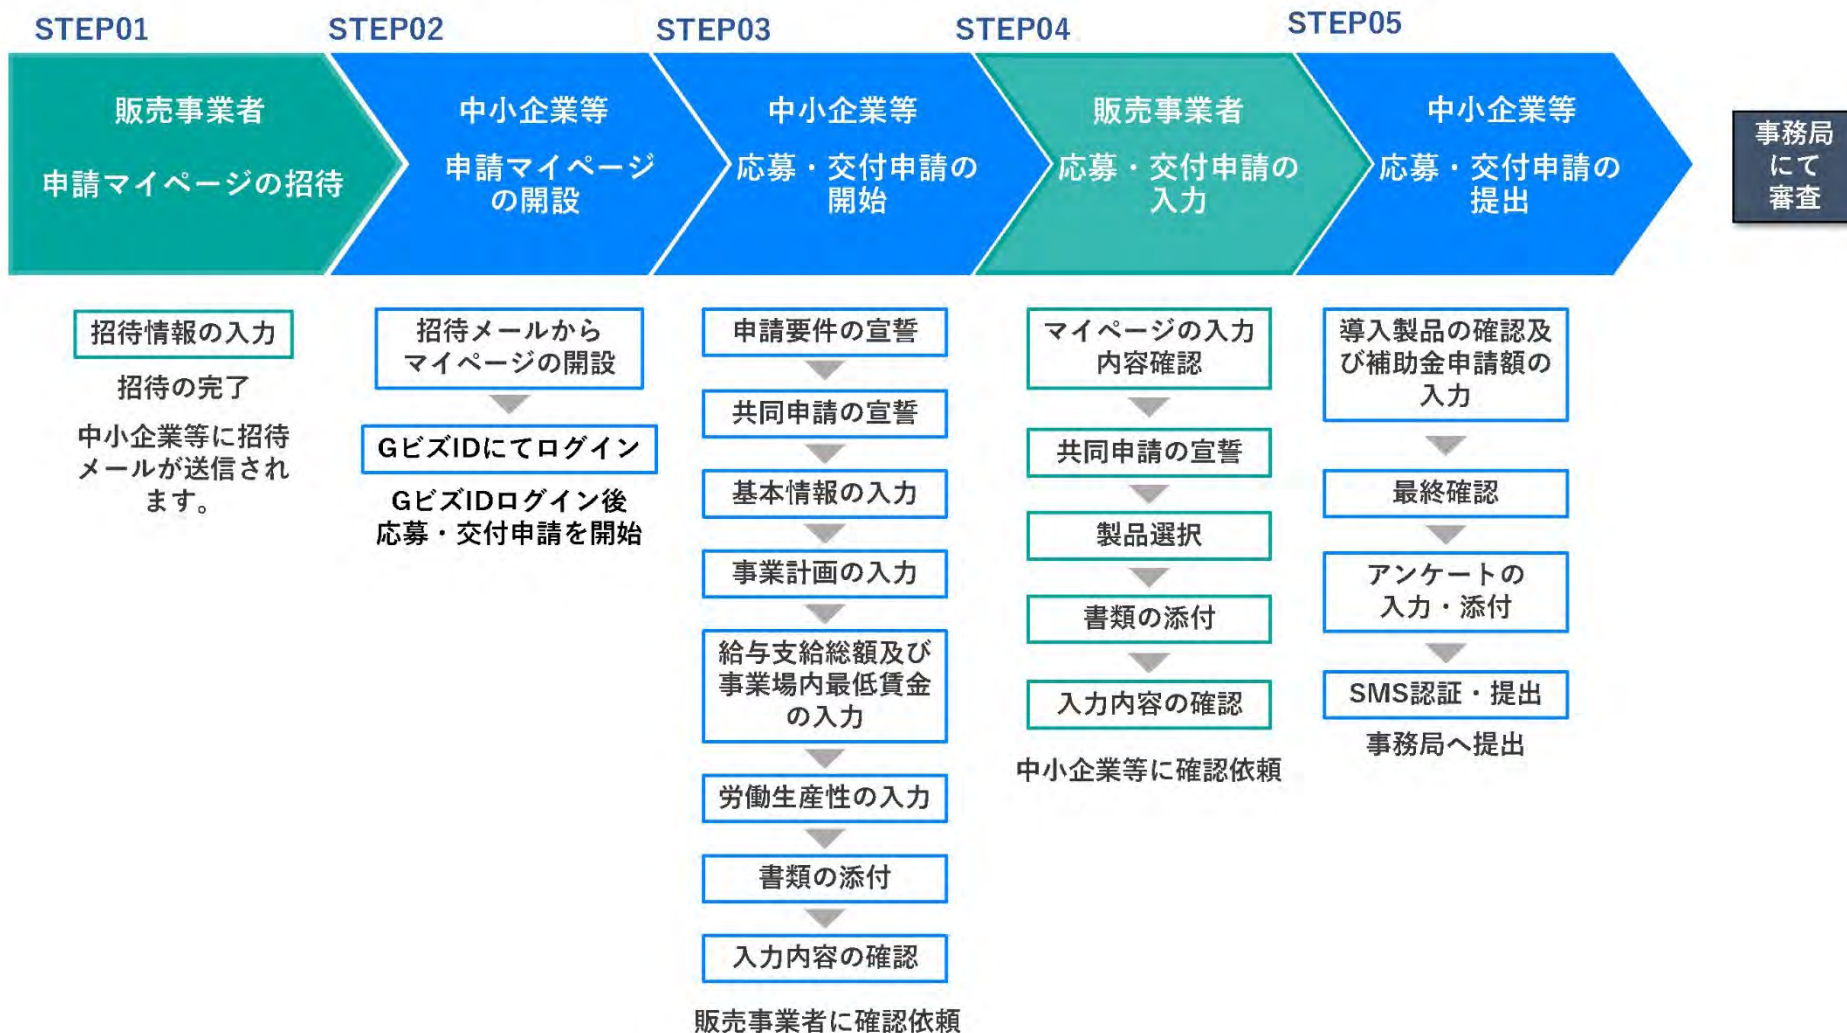 STEP01
販売事業者
申請マイページの招待
招待情報の入力
招待の完了
中小企業等に招待
メールが送信され
ます。
STEP02
中小企業等
申請マイページ
の開設
招待メールから
マイページの開設
GビズIDにてログイン
GビズIDログイン後
応募・交付申請を開始
STEP03
中小企業等
応募・交付申請の
開始
申請要件の宣誓
共同申請の宣誓
基本情報の入力
事業計画の入力
給与支給総額及び
事業場内最低賃金
の入力
労働生産性の入力
書類の添付
入力内容の確認
販売事業者に確認依頼
STEP04
販売事業者
応募・交付申請の
入力
マイページの入力
内容確認
共同申請の宣誓
製品選択
書類の添付
入力内容の確認
中小企業等に確認依頼
STEP05
中小企業等
応募・交付申請の
提出
導入製品の確認及
び補助金申請額の
入力
最終確認
アンケートの
入力・添付
SMS認証・提出
事務局へ提出
事務局
にて
審査